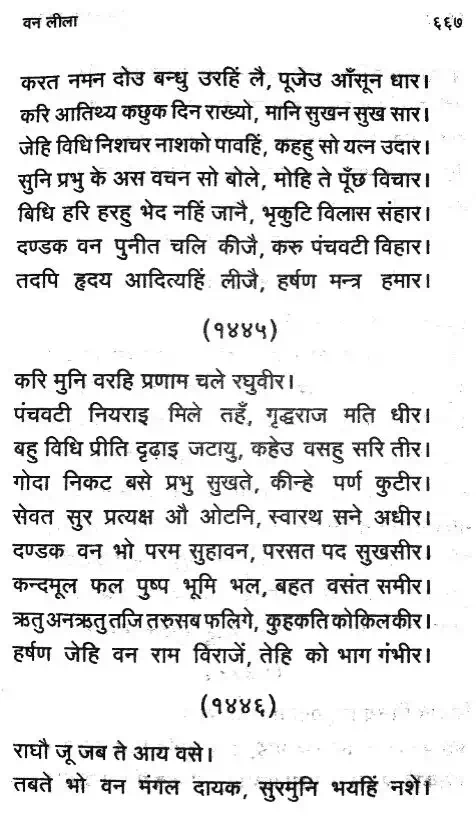 वन लीला ६६७
करत नमन दोउ बन्धु उरहिं लै, पूजेउ आँसून धार।
करि आतिथ्य कछुक दिन राख्यो, मानि सुखन सुख सार।
जेहि विधि निशचर नाशको पावहिं, कहहु सो यत्न उदार।
सुनि प्रभु के अस वचन सो बोले, मोहि ते पूँछ विचार।
बिधि हरि हरहु भेद नहिं जानै, भृकुटि विलास संहार।
दण्डक वन पुनीत चलि कीजै, करु पंचवटी विहार।
तदपि हृदय आदित्यहिं लीजै, हर्षण मन्त्र हमार।
(१४४५)
करि मुनि वरहि प्रणाम चले रघुवीर।
पंचवटी नियराइ मिले तहँ, गृद्धराज मति धीर।
बहु विधि प्रीति दृढ़ाइ जटायु, कहेउ वसहु सरि तीर।
गोदा निकट बसे प्रभु सुखते, कीन्हे पर्ण कुटीर।
सेवत सुर प्रत्यक्ष औ ओटनि, स्वारथ सने अधीर।
दण्डक वन भो परम सुहावन, परसत पद सुखसीर।
कन्दमूल फल पुष्प भूमि भल, बहत वसंत समीर।
ऋतु अनऋतु तजि तरु सब फलिगे, कुहकति कोकिल कीर।
हर्षण जेहि वन राम विराजें, तेहि को भाग गंभीर।
(१४४६)
राघौ जू जब ते आय वसे।
तबते भो वन मंगल दायक, सुरमुनि भयहिं नशे।